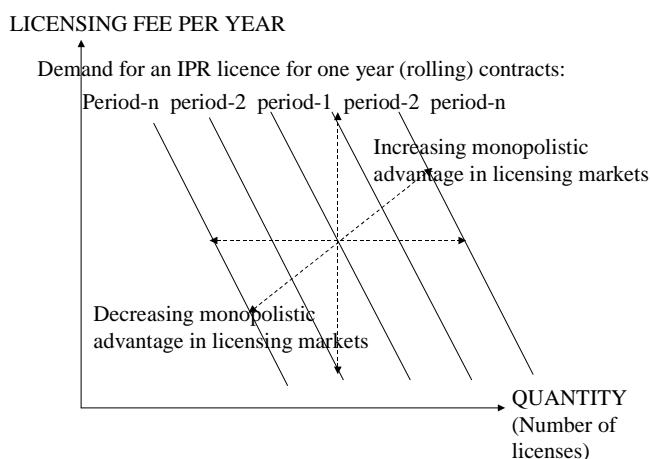 LICENSING FEE PER YEAR
Demand for an IPR licence for one year (rolling) contracts:
Period-n period-2 period-1 period-2 period-n
Increasing monopolistic
advantage in licensing markets
Decreasing monopolistic
advantage in licensing markets
QUANTITY
(Number of
licenses)